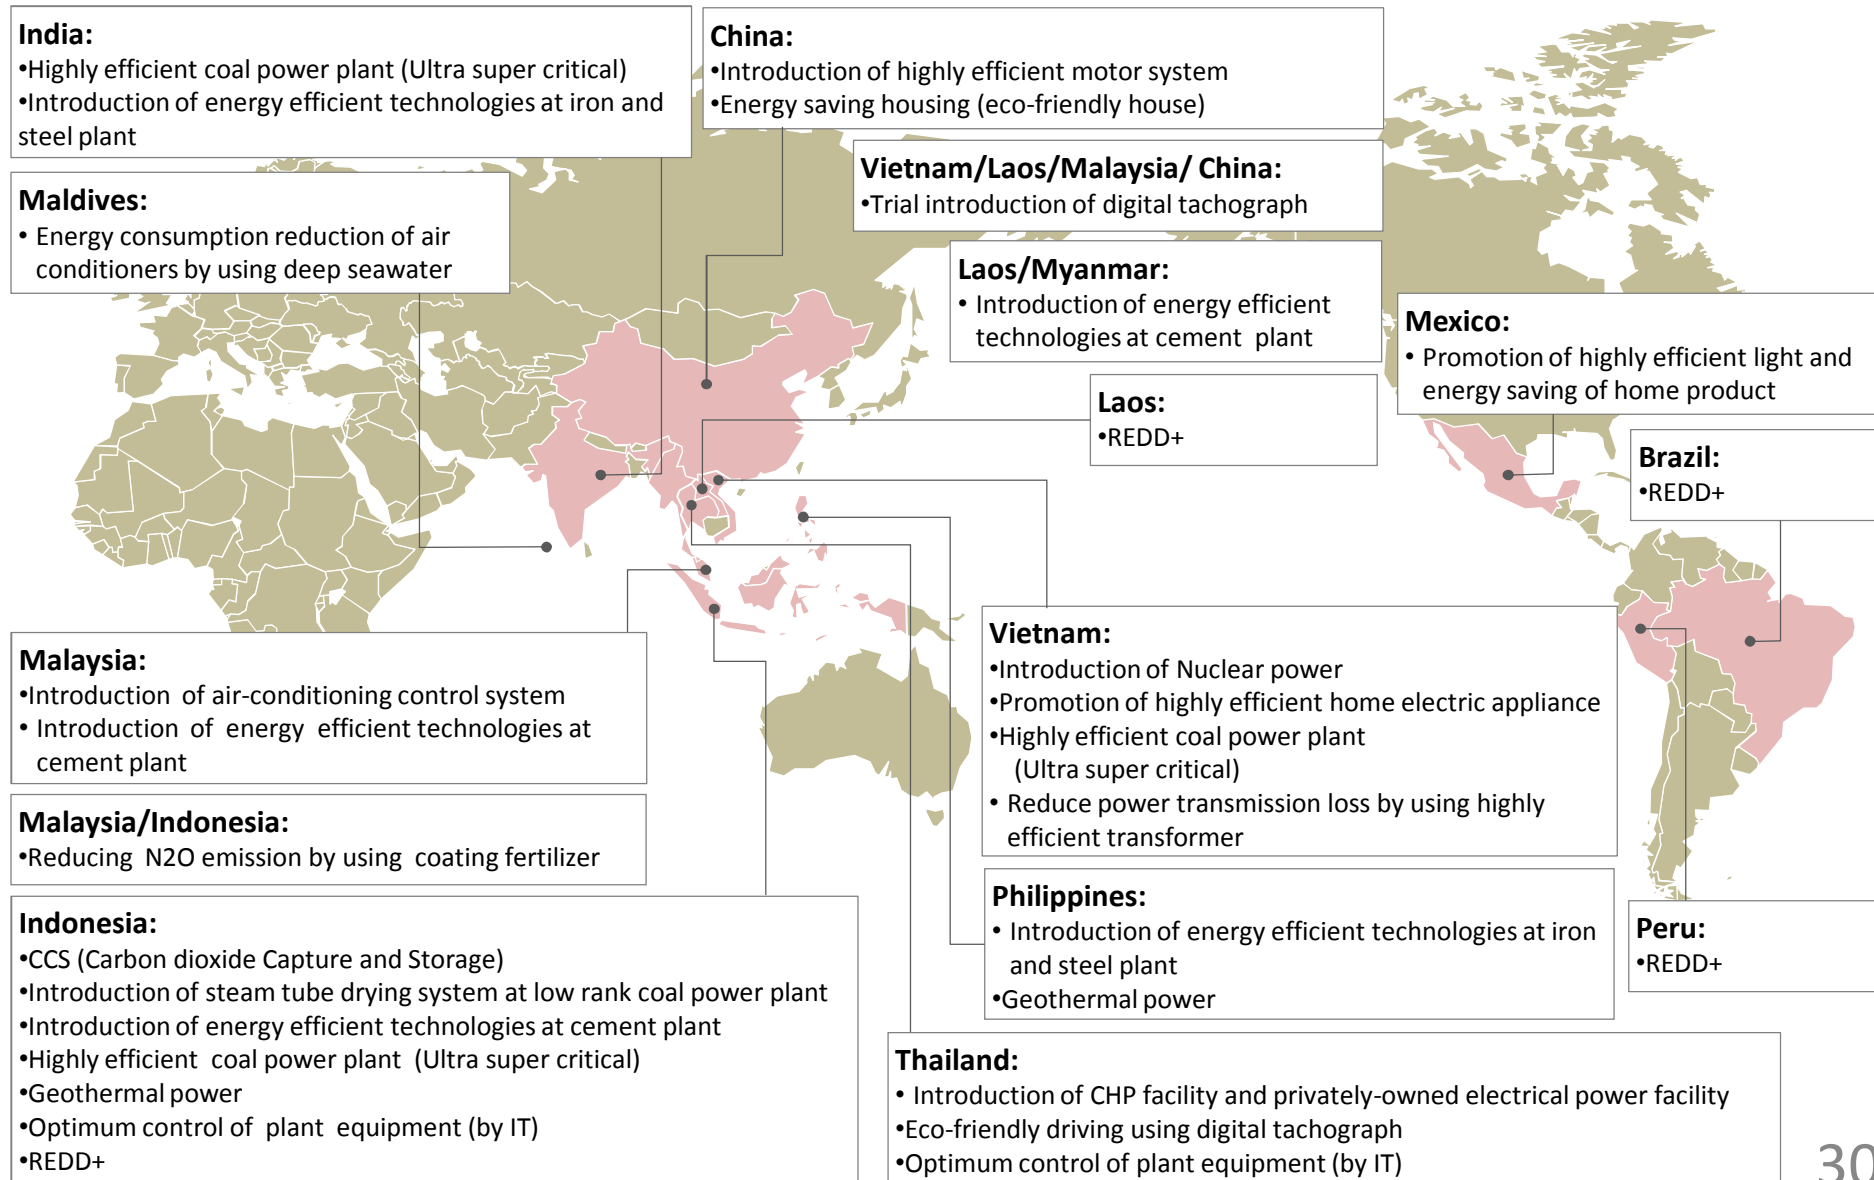 India:
•Highly efficient coal power plant (Ultra super critical)
•Introduction of energy efficient technologies at iron and
steel plant
China:
•Introduction of highly efficient motor system
•Energy saving housing (eco-friendly house)
Vietnam/Laos/Malaysia/ China:
•Trial introduction of digital tachograph
Maldives:
• Energy consumption reduction of air
conditioners by using deep seawater
Laos/Myanmar:
• Introduction of energy efficient
technologies at cement plant
Mexico:
• Promotion of highly efficient light and
energy saving of home product
Laos:
•REDD+
Brazil:
•REDD+
Malaysia:
•Introduction of air-conditioning control system
• Introduction of energy efficient technologies at
cement plant
Vietnam:
•Introduction of Nuclear power
•Promotion of highly efficient home electric appliance
•Highly efficient coal power plant
(Ultra super critical)
• Reduce power transmission loss by using highly
efficient transformer
Malaysia/Indonesia:
•Reducing N2O emission by using coating fertilizer
Philippines:
• Introduction of energy efficient technologies at iron
and steel plant
•Geothermal power
Peru:
•REDD+
Indonesia:
•CCS (Carbon dioxide Capture and Storage)
•Introduction of steam tube drying system at low rank coal power plant
•Introduction of energy efficient technologies at cement plant
•Highly efficient coal power plant (Ultra super critical)
•Geothermal power
•Optimum control of plant equipment (by IT)
•REDD+
Thailand:
• Introduction of CHP facility and privately-owned electrical power facility
•Eco-friendly driving using digital tachograph
•Optimum control of plant equipment (by IT)
30